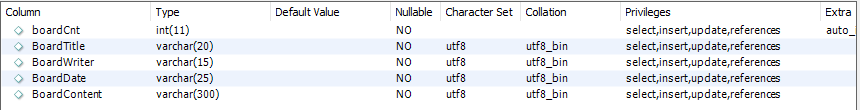 Column Type Default Value Nullable Character Set Collation Privileges Extra
boardCnt int(11) NO select,insert,update,references auto_
BoardTitle varchar(20) NO utf8 utf8_bin select,insert,update,references
BoardWriter varchar(15) NO utf8 utf8_bin select,insert,update,references
BoardDate varchar(25) NO utf8 utf8_bin select,insert,update,references
BoardContent varchar(300) NO utf8 utf8_bin select,insert,update,references